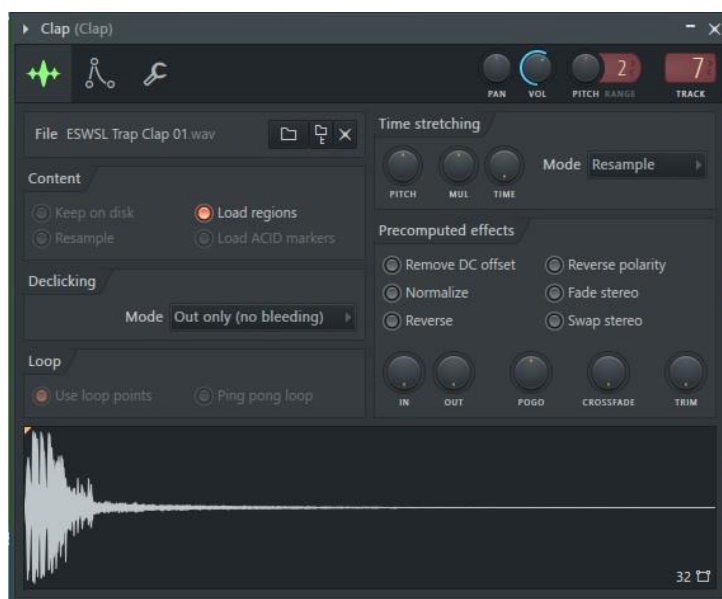 Clap (Clap)
PAN VOL PITCH RANGE 2 TRACK 7
File ESWSL Trap Clap 01.wav
Content
Keep on disk Load regions
Resample Load ACID markers
Declicking
Mode Out only (no bleeding)
Loop
Use loop points Ping pong loop
Time stretching
PITCH MUL TIME Mode Resample
Precomputed effects
Remove DC offset Reverse polarity
Normalize Fade stereo
Reverse Swap stereo
IN OUT POGO CROSSFADE TRIM
32